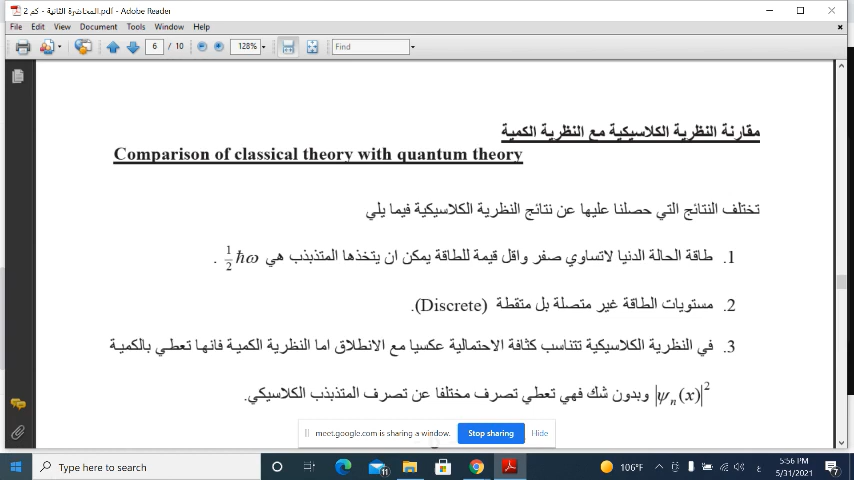 المحاضرة الثانية - كم 2.pdf - Adobe Reader
File Edit View Document Tools Window Help
6 / 10 128% Find
مقارنة النظرية الكلاسيكية مع النظرية الكمية
Comparison of classical theory with quantum theory
تختلف النتائج التي حصلنا عليها عن نتائج النظرية الكلاسيكية فيما يلي
1. طاقة الحالة الدنيا لاتساوي صفر واقل قيمة للطاقة يمكن ان يتخذها المتذبذب هي ½ħω .
2. مستويات الطاقة غير متصلة بل متقطة (Discrete).
3. في النظرية الكلاسيكية تتناسب كثافة الاحتمالية عكسيا مع الانطلاق اما النظرية الكمية فانها تعطي بالكمية
|ψn(x)|² وبدون شك فهي تعطي تصرف مختلفا عن تصرف المتذبذب الكلاسيكي.
meet.google.com is sharing a window. Stop sharing Hide
Type here to search 11 106°F ع 5:56 PM
5/31/2021 7